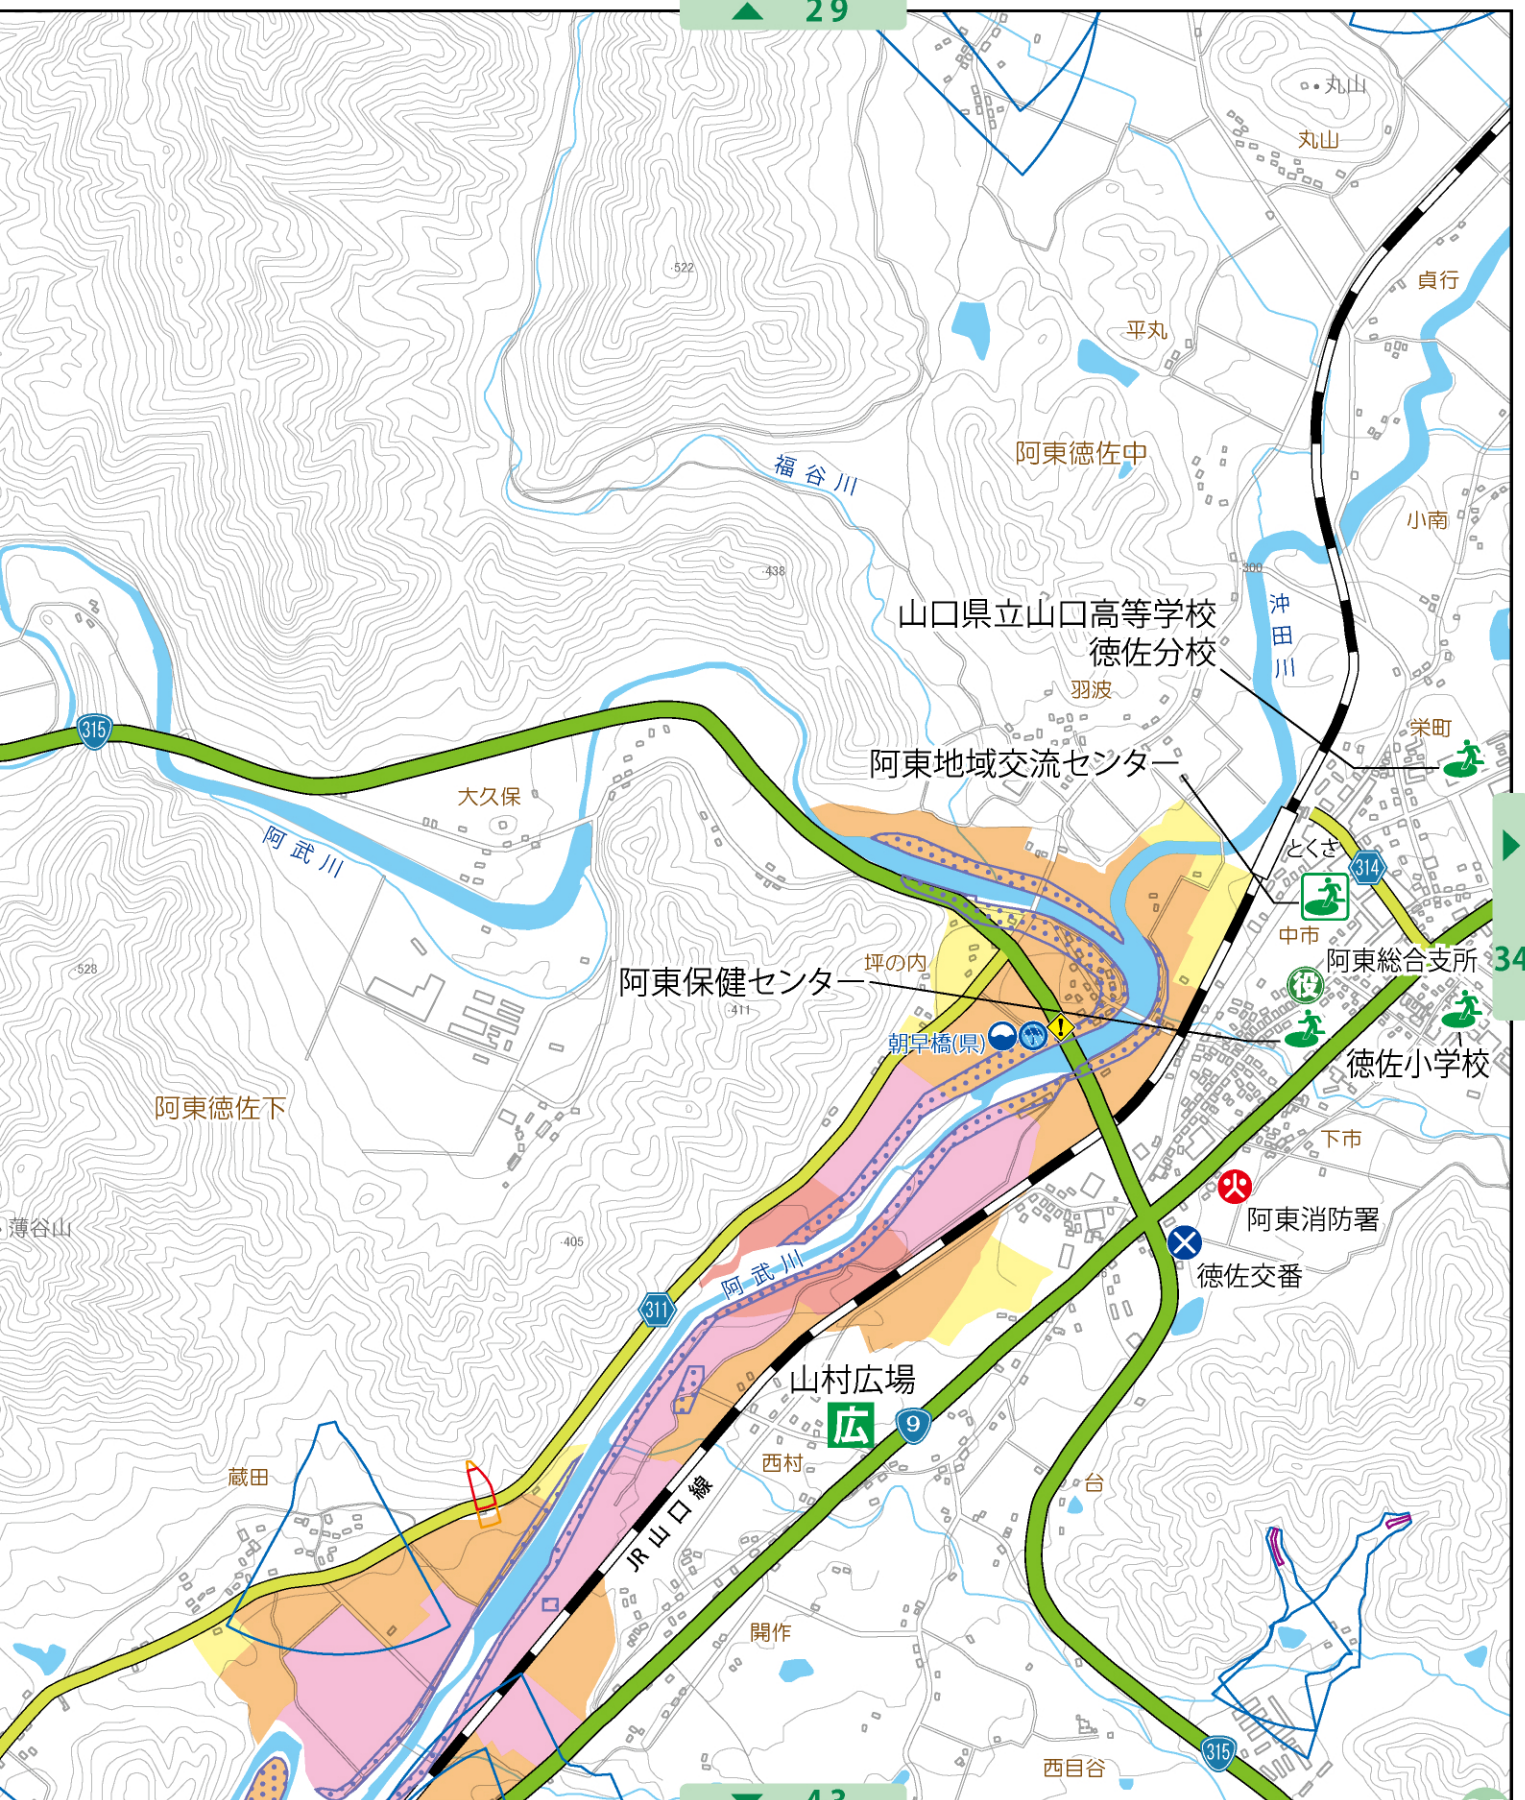 29
丸山
丸山
貞行
522
平丸
阿東徳佐中
福谷川
小南
438
300
山口県立山口高等学校
徳佐分校
沖田川
羽波
315
栄町
阿東地域交流センター
大久保
阿武川
とくさ
314
中市
坪の内
阿東総合支所
34
528
阿東保健センター
役
411
朝早橋(県)
!
徳佐小学校
阿東徳佐下
下市
薄谷山
阿東消防署
405
阿武川
徳佐交番
311
山村広場
広
9
西村
蔵田
台
JR山口線
開作
315
西目谷
43